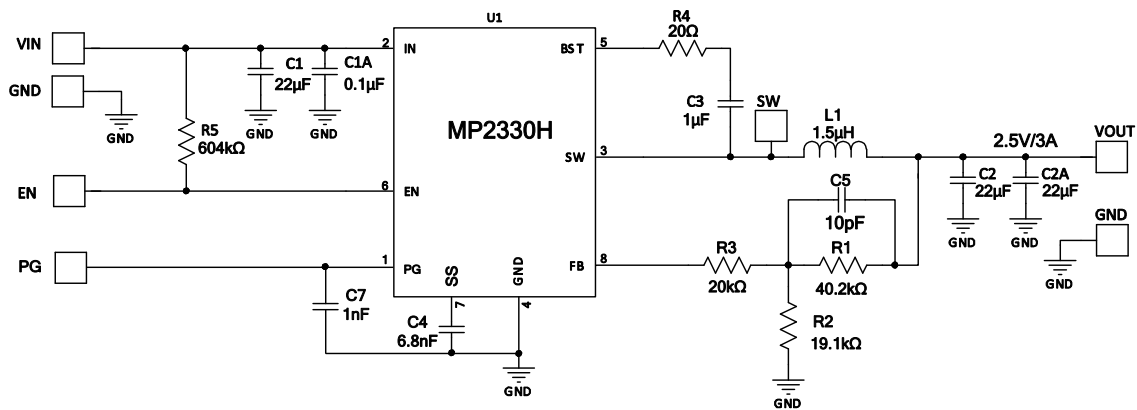 U1
R4
20Ω
VIN
2
IN
BST
5
C1
22µF
C1A
0.1µF
GND
GND
GND
GND
C3
1µF
SW
L1
1.5µH
R5
604kΩ
MP2330H
SW
3
2.5V/3A
VOUT
EN
6
EN
C5
10pF
C2
22µF
C2A
22µF
GND
GND
GND
PG
1
PG
SS
GND
FB
8
R3
20kΩ
R1
40.2kΩ
GND
7
4
C7
1nF
C4
6.8nF
R2
19.1kΩ
GND
GND